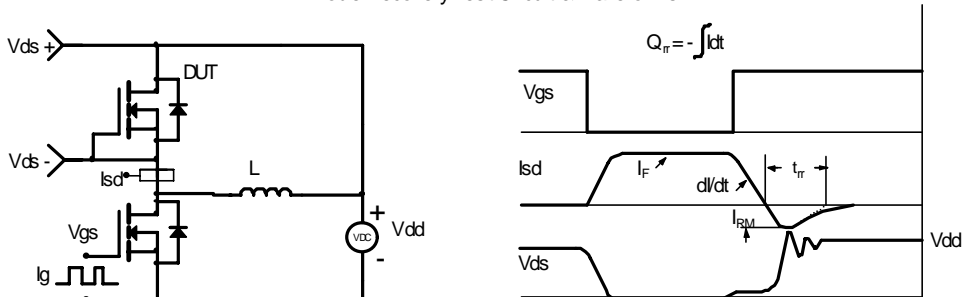 Vds +
DUT
Vds -
Isd
L
Vgs
Ig
VDC
+
-
Vdd
Qrr = - ∫ Idt
Vgs
Isd
IF
dI/dt
trr
IRM
Vds
Vdd